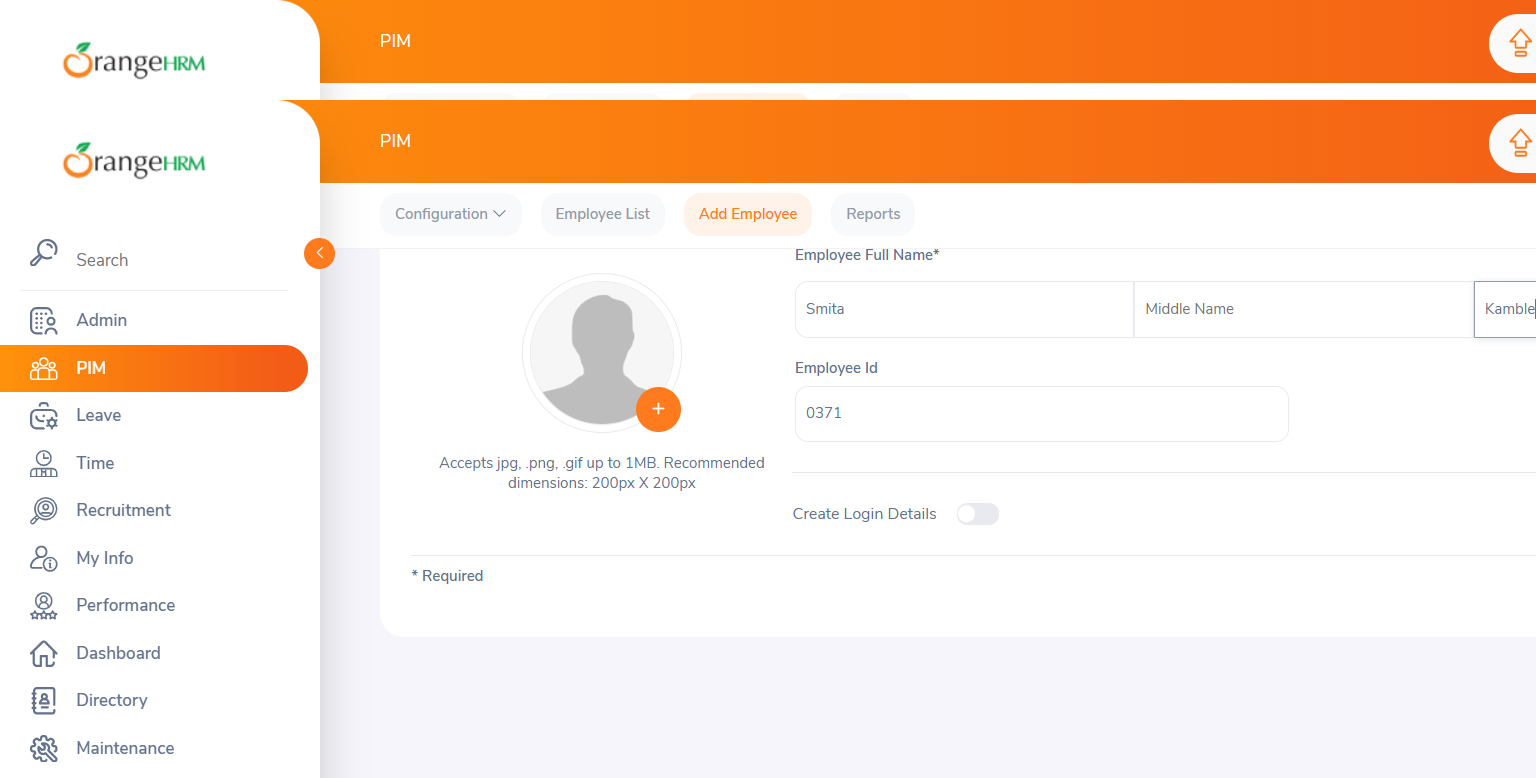 OrangeHRM
PIM
OrangeHRM
PIM
Configuration
Employee List
Add Employee
Reports
Search
Admin
PIM
Leave
Time
Recruitment
My Info
Performance
Dashboard
Directory
Maintenance
Accepts jpg, .png, .gif up to 1MB. Recommended
dimensions: 200px X 200px
Employee Full Name*
Smita
Middle Name
Kamble
Employee Id
0371
Create Login Details
* Required